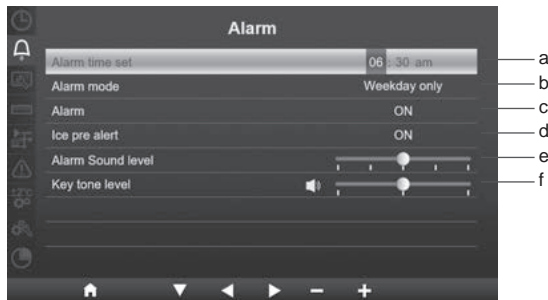 Alarm
Alarm time set 06 : 30 am a
Alarm mode Weekday only b
Alarm ON c
Ice pre alert ON d
Alarm Sound level e
Key tone level f